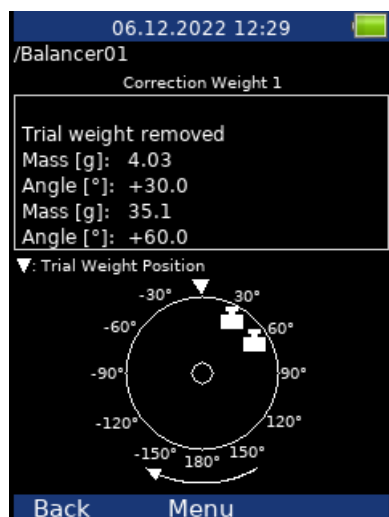 06.12.2022 12:29
/Balancer01
Correction Weight 1
Trial weight removed
Mass [g]: 4.03
Angle [°]: +30.0
Mass [g]: 35.1
Angle [°]: +60.0
▼: Trial Weight Position
-30° 30°
-60° 60°
-90° 90°
-120° 120°
-150° 180° 150°
Back Menu